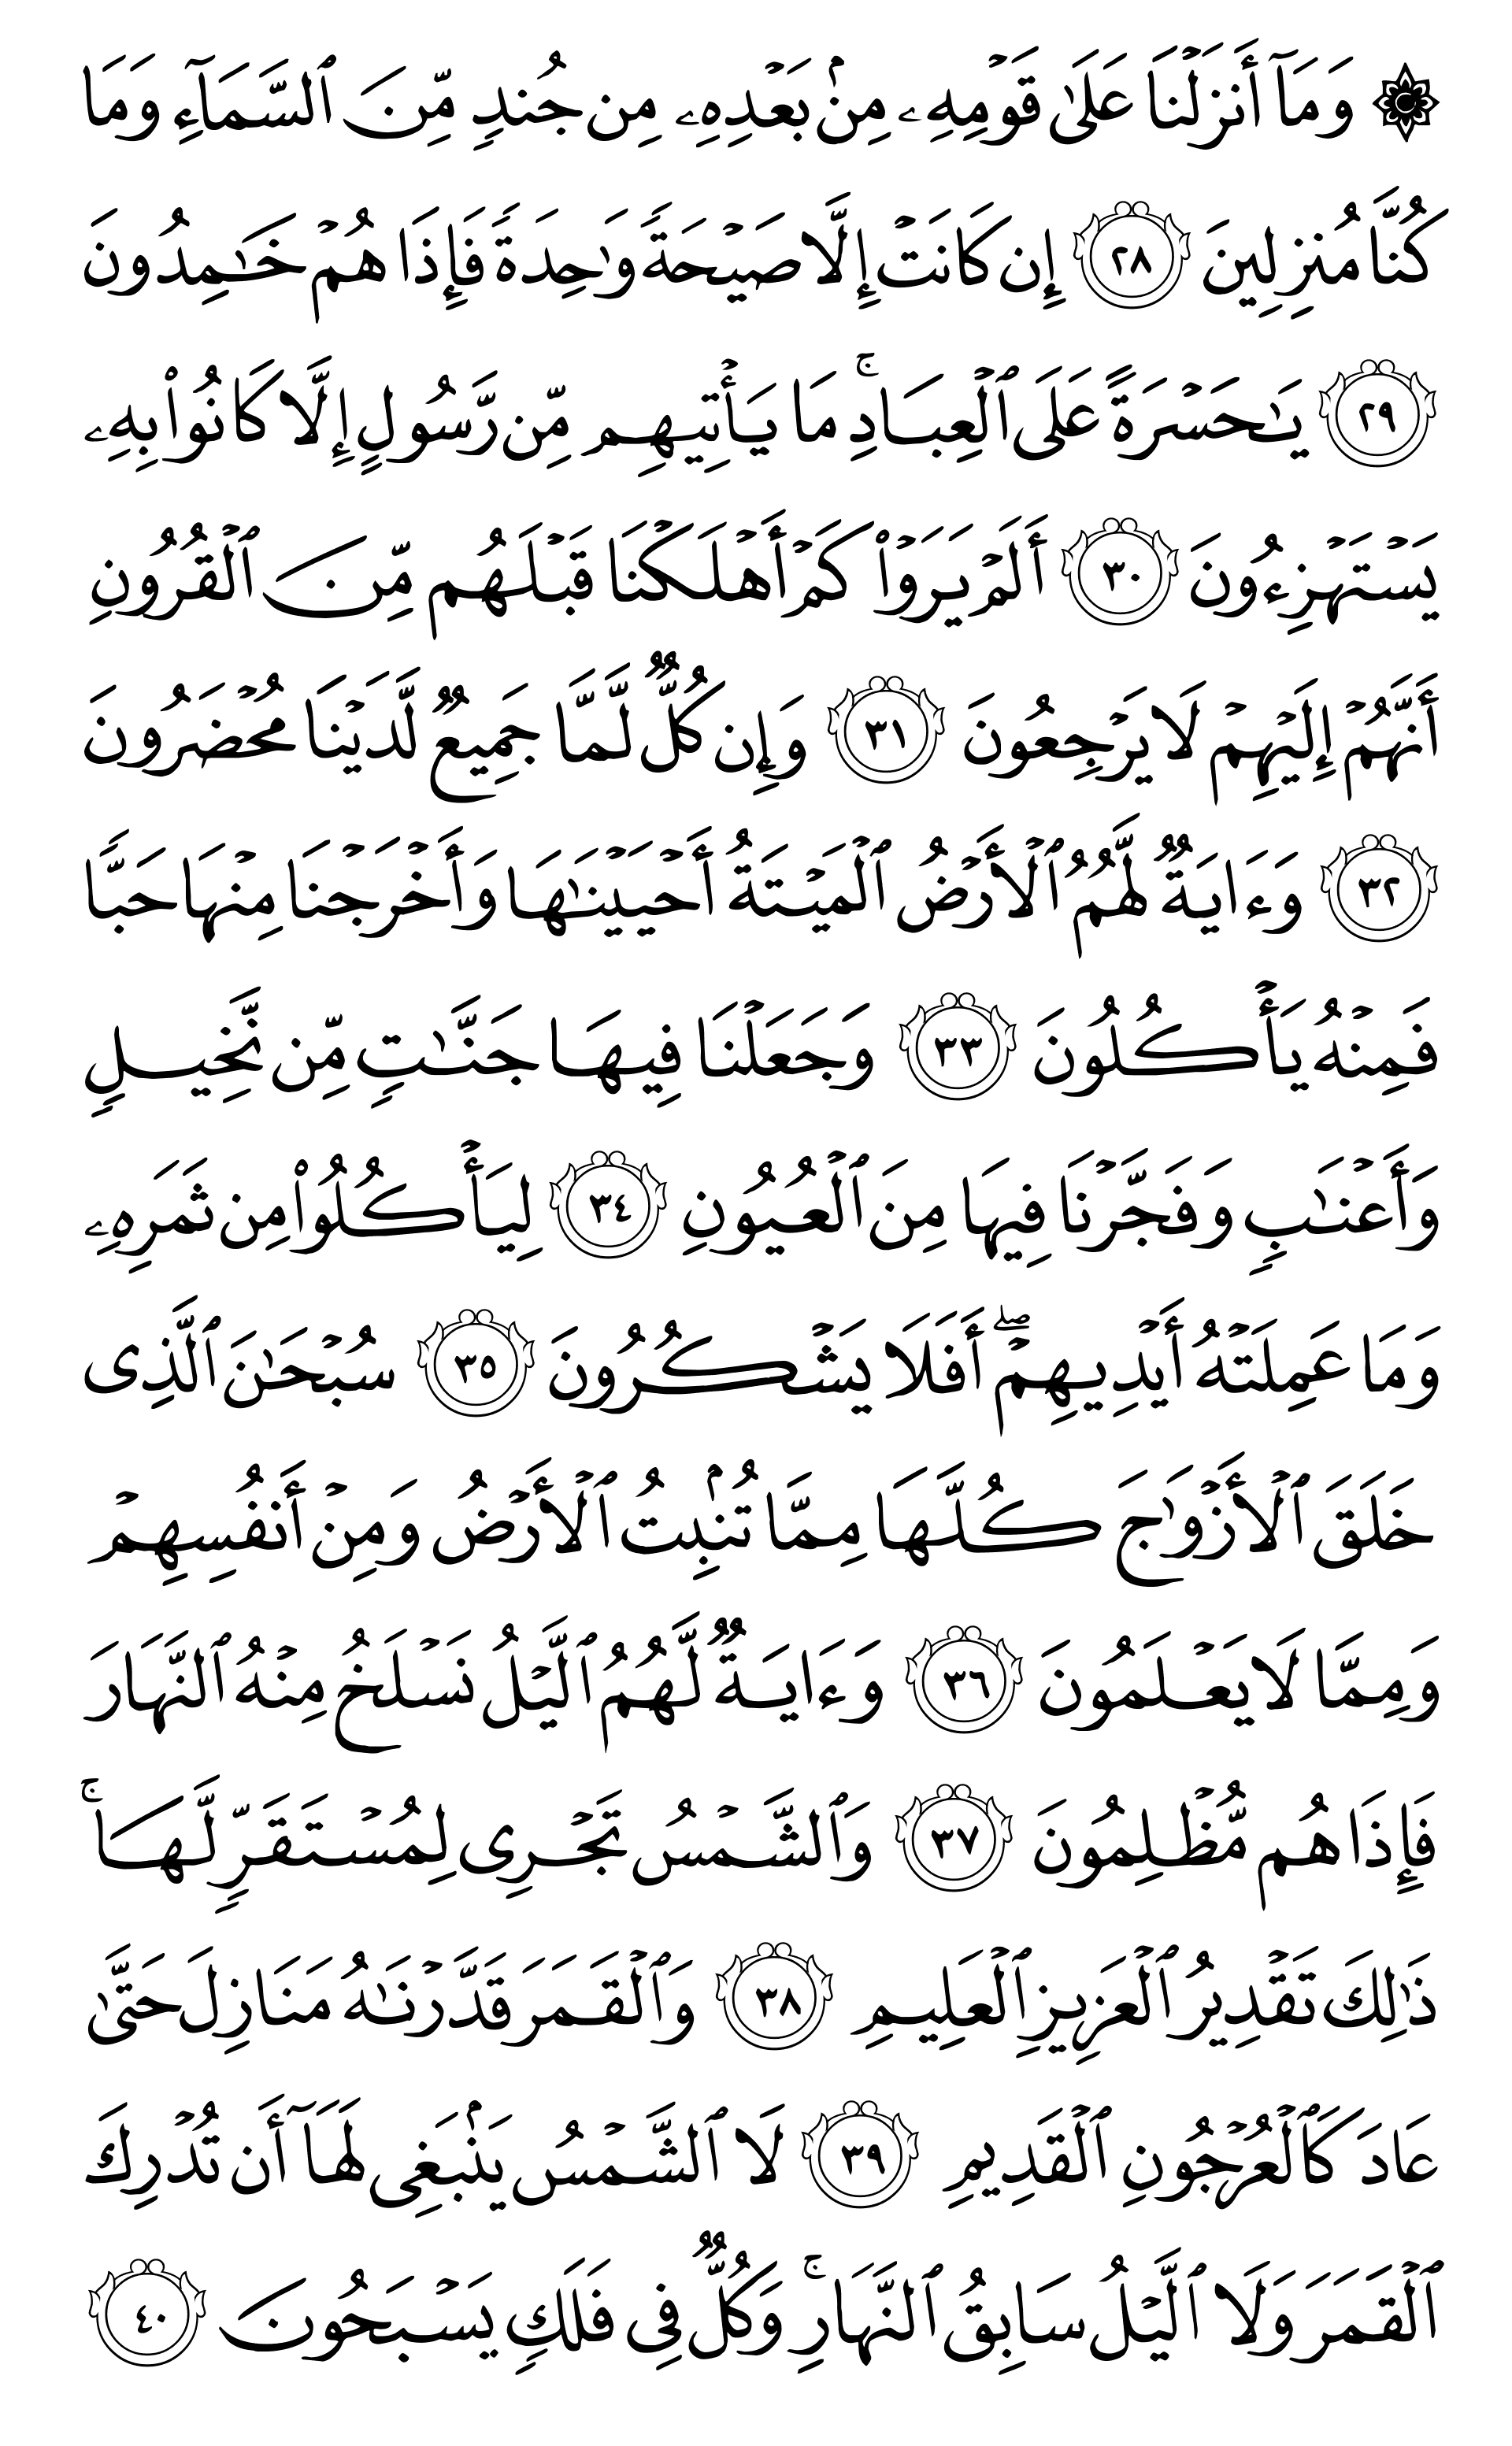 ۞ وَمَآ أَنزَلۡنَا عَلَىٰ قَوۡمِهِۦ مِنۢ بَعۡدِهِۦ مِن جُندٖ مِّنَ ٱلسَّمَآءِ وَمَا
كُنَّا مُنزِلِينَ ٢٨ إِن كَانَتۡ إِلَّا صَيۡحَةٗ وَٰحِدَةٗ فَإِذَا هُمۡ خَٰمِدُونَ
٢٩ يَٰحَسۡرَةً عَلَى ٱلۡعِبَادِۚ مَا يَأۡتِيهِم مِّن رَّسُولٍ إِلَّا كَانُواْ بِهِۦ
يَسۡتَهۡزِءُونَ ٣٠ أَلَمۡ يَرَوۡاْ كَمۡ أَهۡلَكۡنَا قَبۡلَهُم مِّنَ ٱلۡقُرُونِ
أَنَّهُمۡ إِلَيۡهِمۡ لَا يَرۡجِعُونَ ٣١ وَإِن كُلّٞ لَّمَّا جَمِيعٞ لَّدَيۡنَا مُحۡضَرُونَ
٣٢ وَءَايَةٞ لَّهُمُ ٱلۡأَرۡضُ ٱلۡمَيۡتَةُ أَحۡيَيۡنَٰهَا وَأَخۡرَجۡنَا مِنۡهَا حَبّٗا
فَمِنۡهُ يَأۡكُلُونَ ٣٣ وَجَعَلۡنَا فِيهَا جَنَّٰتٖ مِّن نَّخِيلٖ
وَأَعۡنَٰبٖ وَفَجَّرۡنَا فِيهَا مِنَ ٱلۡعُيُونِ ٣٤ لِيَأۡكُلُواْ مِن ثَمَرِهِۦ
وَمَا عَمِلَتۡهُ أَيۡدِيهِمۡۖ أَفَلَا يَشۡكُرُونَ ٣٥ سُبۡحَٰنَ ٱلَّذِي
خَلَقَ ٱلۡأَزۡوَٰجَ كُلَّهَا مِمَّا تُنۢبِتُ ٱلۡأَرۡضُ وَمِنۡ أَنفُسِهِمۡ
وَمِمَّا لَا يَعۡلَمُونَ ٣٦ وَءَايَةٞ لَّهُمُ ٱلَّيۡلُ نَسۡلَخُ مِنۡهُ ٱلنَّهَارَ
فَإِذَا هُم مُّظۡلِمُونَ ٣٧ وَٱلشَّمۡسُ تَجۡرِي لِمُسۡتَقَرّٖ لَّهَاۚ
ذَٰلِكَ تَقۡدِيرُ ٱلۡعَزِيزِ ٱلۡعَلِيمِ ٣٨ وَٱلۡقَمَرَ قَدَّرۡنَٰهُ مَنَازِلَ حَتَّىٰ
عَادَ كَٱلۡعُرۡجُونِ ٱلۡقَدِيمِ ٣٩ لَا ٱلشَّمۡسُ يَنۢبَغِي لَهَآ أَن تُدۡرِكَ
ٱلۡقَمَرَ وَلَا ٱلَّيۡلُ سَابِقُ ٱلنَّهَارِۚ وَكُلّٞ فِي فَلَكٖ يَسۡبَحُونَ ٤٠